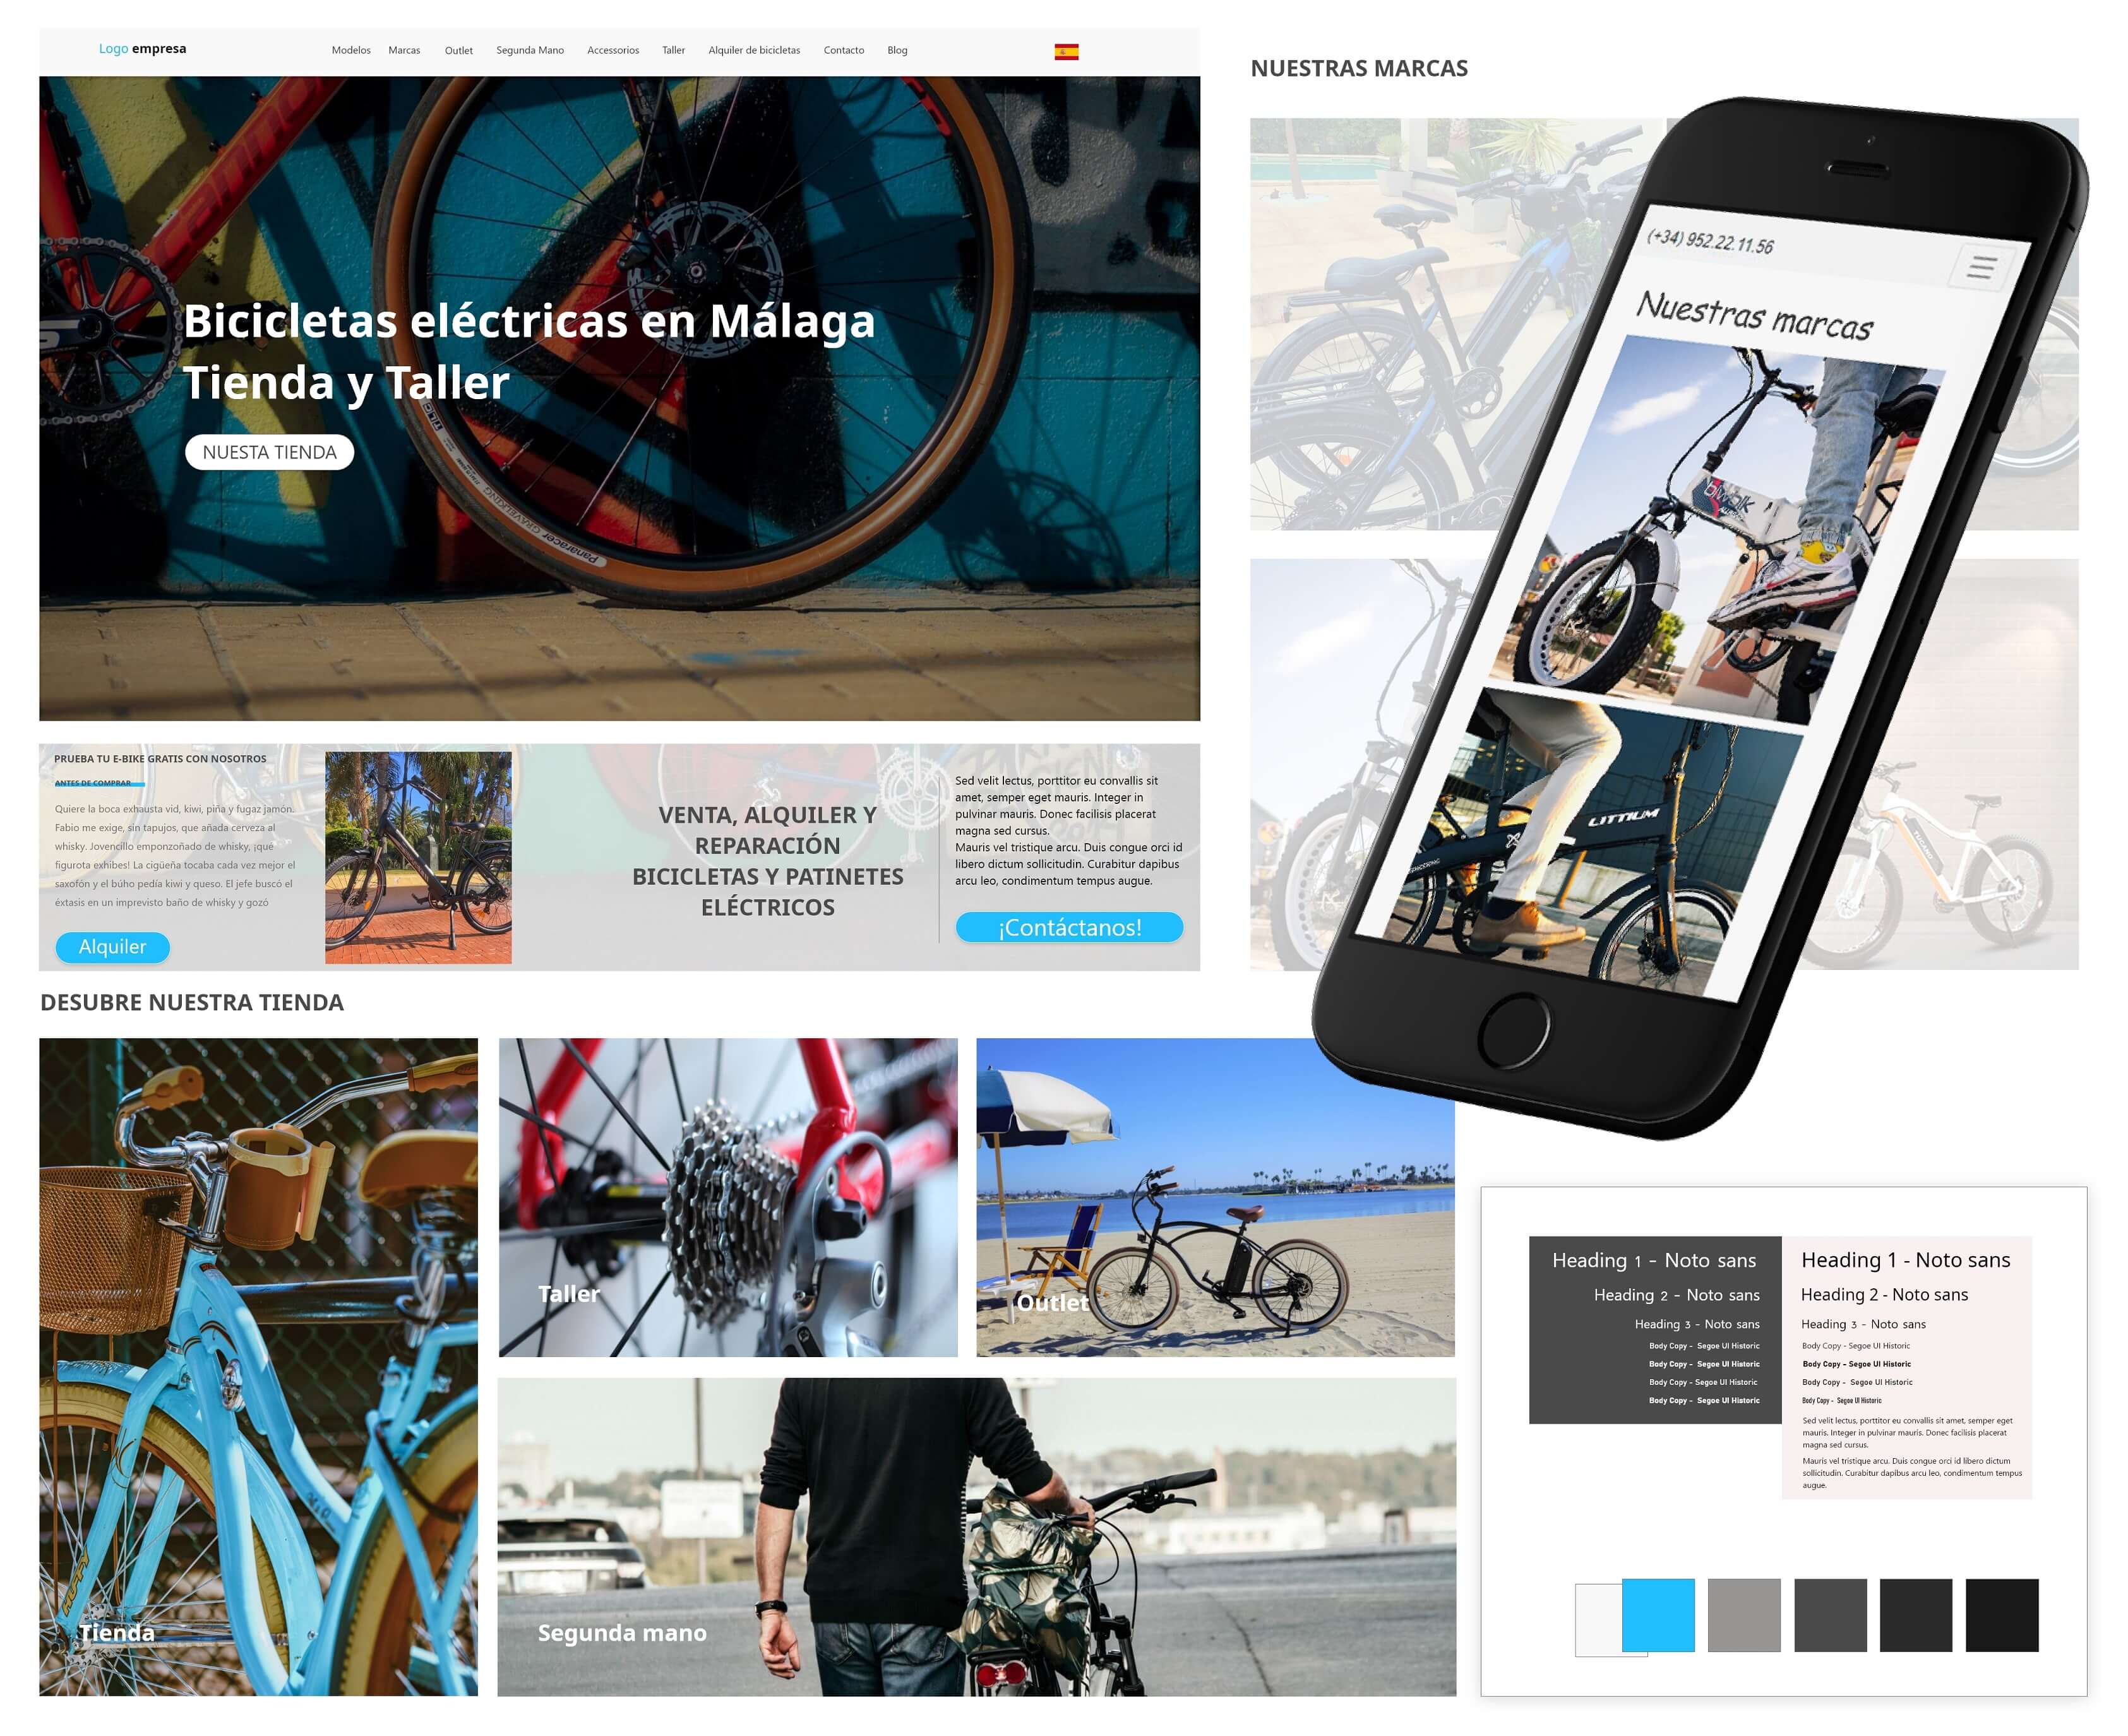 Logo empresa
Modelos Marcas Outlet Segunda Mano Accessorios Taller Alquiler de bicicletas Contacto Blog
Bicicletas eléctricas en Málaga
Tienda y Taller
NUESTA TIENDA
Panaracer
GRAVELKING
PRUEBA TU E-BIKE GRATIS CON NOSOTROS
ANTES DE COMPRAR
Quiere la boca exhausta vid, kiwi, piña y fugaz jamón.
Fabio me exige, sin tapujos, que añada cerveza al
whisky. Jovencillo emponzoñado de whisky, ¡qué
figurota exhibes! La cigüeña tocaba cada vez mejor el
saxofón y el búho pedía kiwi y queso. El jefe buscó el
éxtasis en un imprevisto baño de whisky y gozó
Alquiler
VENTA, ALQUILER Y
REPARACIÓN
BICICLETAS Y PATINETES
ELÉCTRICOS
Sed velit lectus, porttitor eu convallis sit
amet, semper eget mauris. Integer in
pulvinar mauris. Donec facilisis placerat
magna sed cursus.
Mauris vel tristique arcu. Duis congue orci id
libero dictum sollicitudin. Curabitur dapibus
arcu leo, condimentum tempus augue.
¡Contáctanos!
DESUBRE NUESTRA TIENDA
Tienda
Taller
Outlet
Segunda mano
NUESTRAS MARCAS
(+34) 952.22.11.56
Nuestras marcas
biwbik
LITTIUM
Heading 1 - Noto sans
Heading 2 - Noto sans
Heading 3 - Noto sans
Body Copy - Segoe UI Historic
Body Copy - Segoe UI Historic
Body Copy - Segoe UI Historic
Body Copy - Segoe UI Historic
Heading 1 - Noto sans
Heading 2 - Noto sans
Heading 3 - Noto sans
Body Copy - Segoe UI Historic
Body Copy - Segoe UI Historic
Body Copy - Segoe UI Historic
Body Copy - Segoe UI Historic
Sed velit lectus, porttitor eu convallis sit amet, semper eget
mauris. Integer in pulvinar mauris. Donec facilisis placerat
magna sed cursus.
Mauris vel tristique arcu. Duis congue orci id libero dictum
sollicitudin. Curabitur dapibus arcu leo, condimentum tempus
augue.